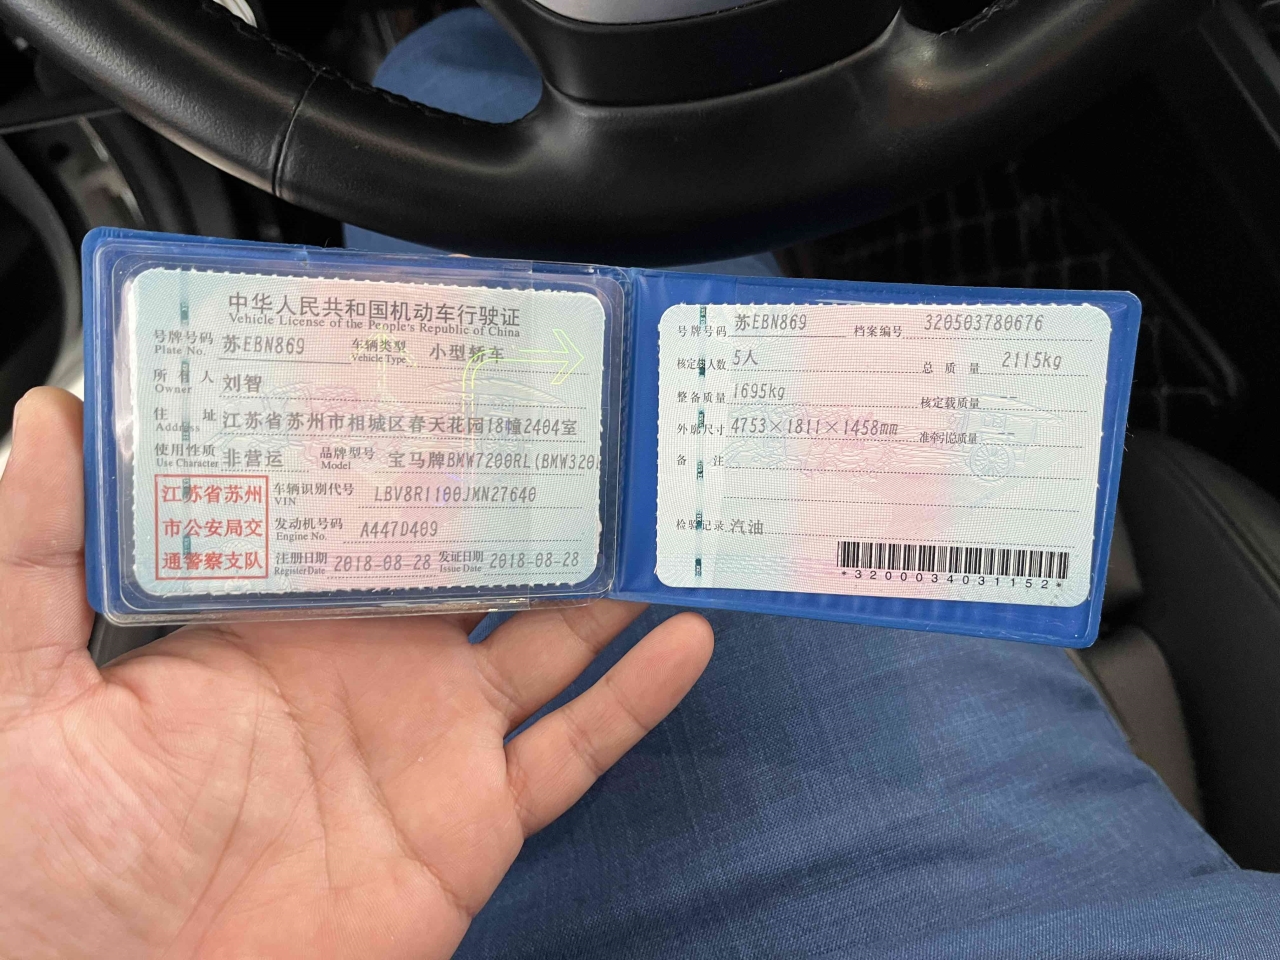 中华人民共和国机动车行驶证
Vehicle License of the People's Republic of China
号牌号码 苏EBN869 车辆类型 小型轿车
Plate No. Vehicle Type
所有人 刘智
Owner
住址 江苏省苏州市相城区春天花园18幢2404室
Address
使用性质 非营运 品牌型号 宝马牌BMW7200RL(BMW320
Use Character Model
江苏省苏州
市公安局交
通警察支队
车辆识别代号 LBV8R1100JMN27640
VIN
发动机号码 A447D409
Engine No.
注册日期 2018-08-28 发证日期 2018-08-28
Register Date Issue Date
号牌号码 苏EBN869 档案编号 320503780676
核定载人数 5人 总质量 2115kg
整备质量 1695kg 核定载质量 --
外廓尺寸 4753×1811×1458mm 准牵引总质量 --
备注
检验记录 汽油
*3200034031152*